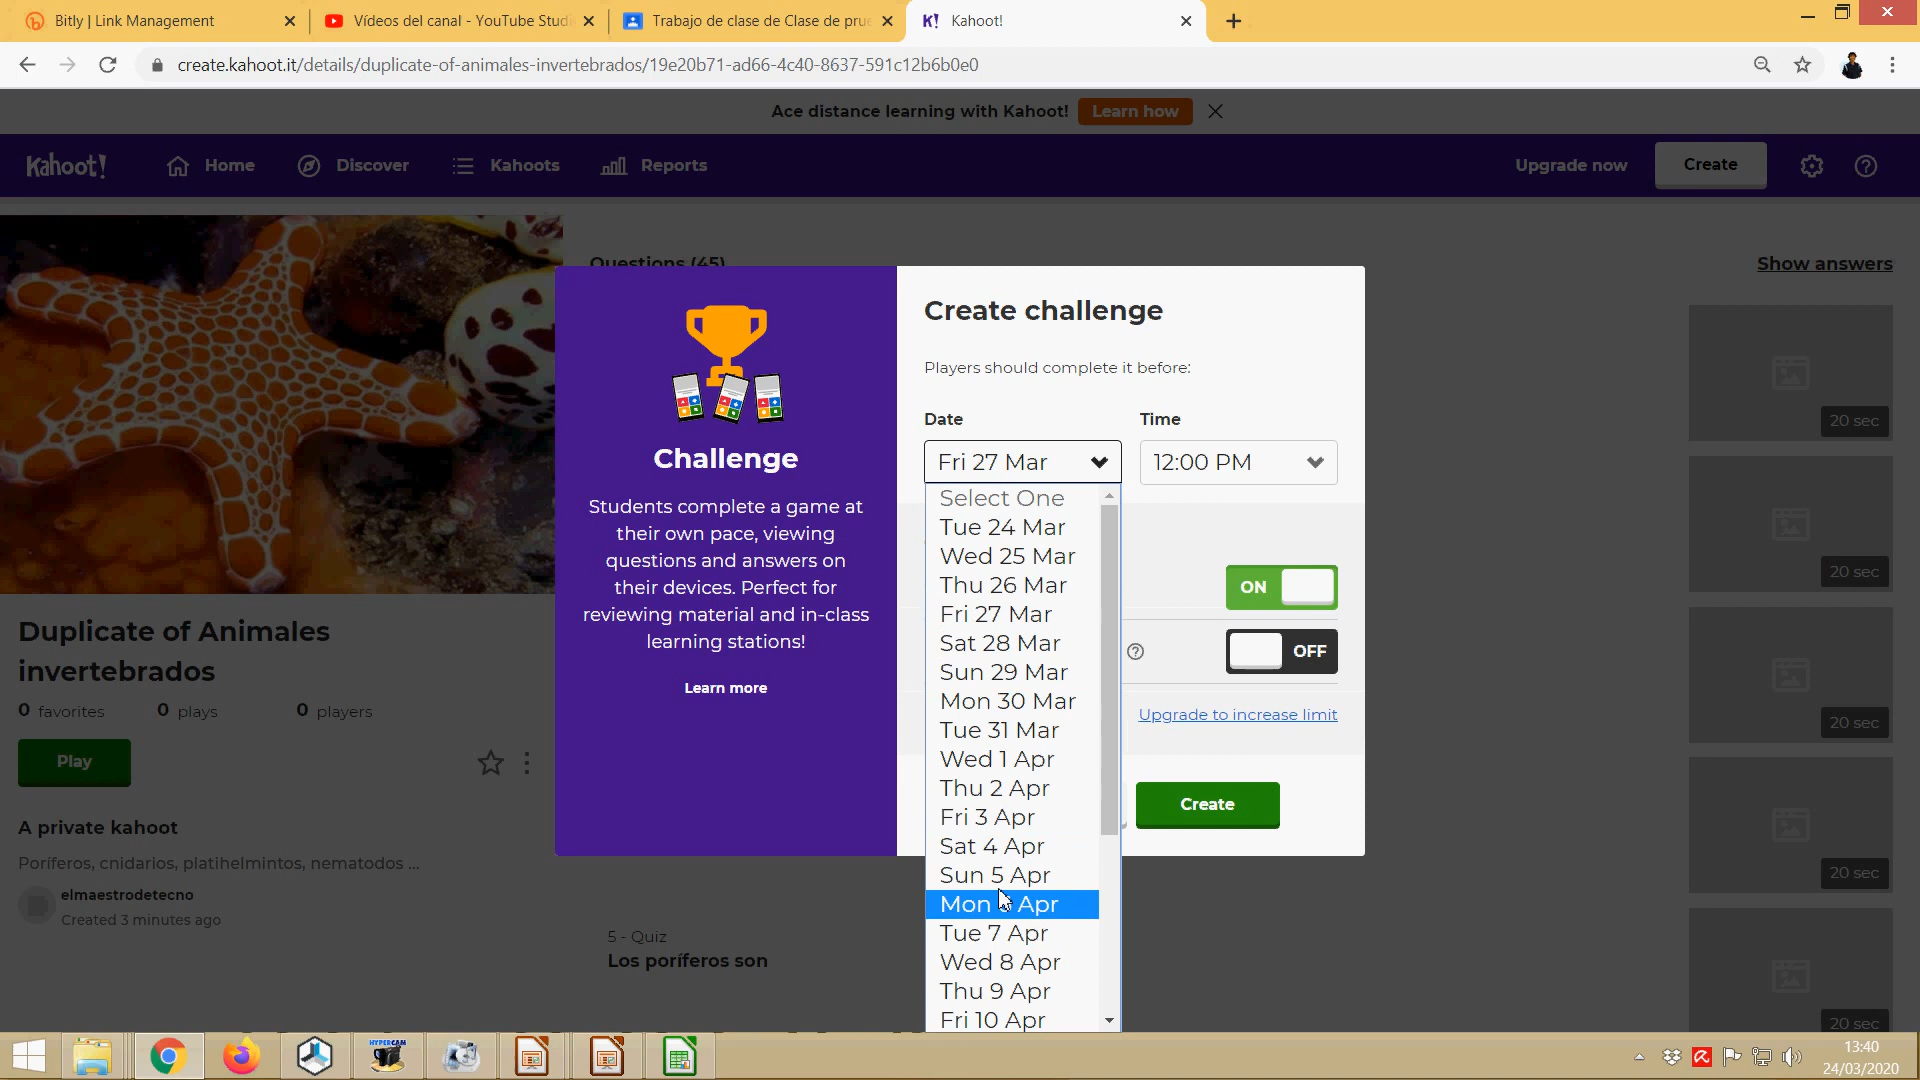 Bitly | Link Management
Vídeos del canal - YouTube Studi
Trabajo de clase de Clase de prue
K! Kahoot!
create.kahoot.it/details/duplicate-of-animales-invertebrados/19e20b71-ad66-4c40-8637-591c12b6b0e0
Ace distance learning with Kahoot! Learn how
Kahoot! Home Discover Kahoots Reports Upgrade now Create
Questions (45)
Show answers
Duplicate of Animales
invertebrados
0 favorites 0 plays 0 players
Play
A private kahoot
Poríferos, cnidarios, platihelmintos, nematodos ...
elmaestrodetecno
Created 3 minutes ago
Challenge
Students complete a game at
their own pace, viewing
questions and answers on
their devices. Perfect for
reviewing material and in-class
learning stations!
Learn more
Create challenge
Players should complete it before:
Date Time
Fri 27 Mar 12:00 PM
Select One
Tue 24 Mar
Wed 25 Mar
Thu 26 Mar
Fri 27 Mar
Sat 28 Mar
Sun 29 Mar
Mon 30 Mar
Tue 31 Mar
Wed 1 Apr
Thu 2 Apr
Fri 3 Apr
Sat 4 Apr
Sun 5 Apr
Mon 6 Apr
Tue 7 Apr
Wed 8 Apr
Thu 9 Apr
Fri 10 Apr
ON
OFF
Upgrade to increase limit
Create
5 - Quiz
Los poríferos son
20 sec
20 sec
20 sec
20 sec
20 sec
HYPERCAM
13:40
24/03/2020